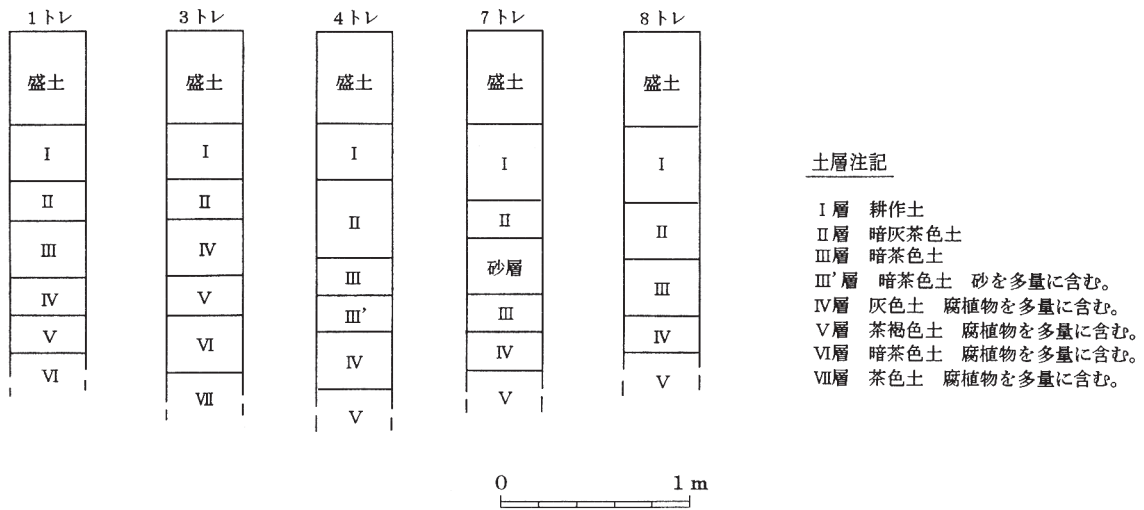 1トレ
盛土
Ⅰ
Ⅱ
Ⅲ
Ⅳ
Ⅴ
Ⅵ
3トレ
盛土
Ⅰ
Ⅱ
Ⅳ
Ⅴ
Ⅵ
Ⅶ
4トレ
盛土
Ⅰ
Ⅱ
Ⅲ
Ⅲ'
Ⅳ
Ⅴ
7トレ
盛土
Ⅰ
Ⅱ
砂層
Ⅲ
Ⅳ
Ⅴ
8トレ
盛土
Ⅰ
Ⅱ
Ⅲ
Ⅳ
Ⅴ
土層注記
Ⅰ層 耕作土
Ⅱ層 暗灰茶色土
Ⅲ層 暗茶色土
Ⅲ'層 暗茶色土 砂を多量に含む。
Ⅳ層 灰色土 腐植物を多量に含む。
Ⅴ層 茶褐色土 腐植物を多量に含む。
Ⅵ層 暗茶色土 腐植物を多量に含む。
Ⅶ層 茶色土 腐植物を多量に含む。
0 1m